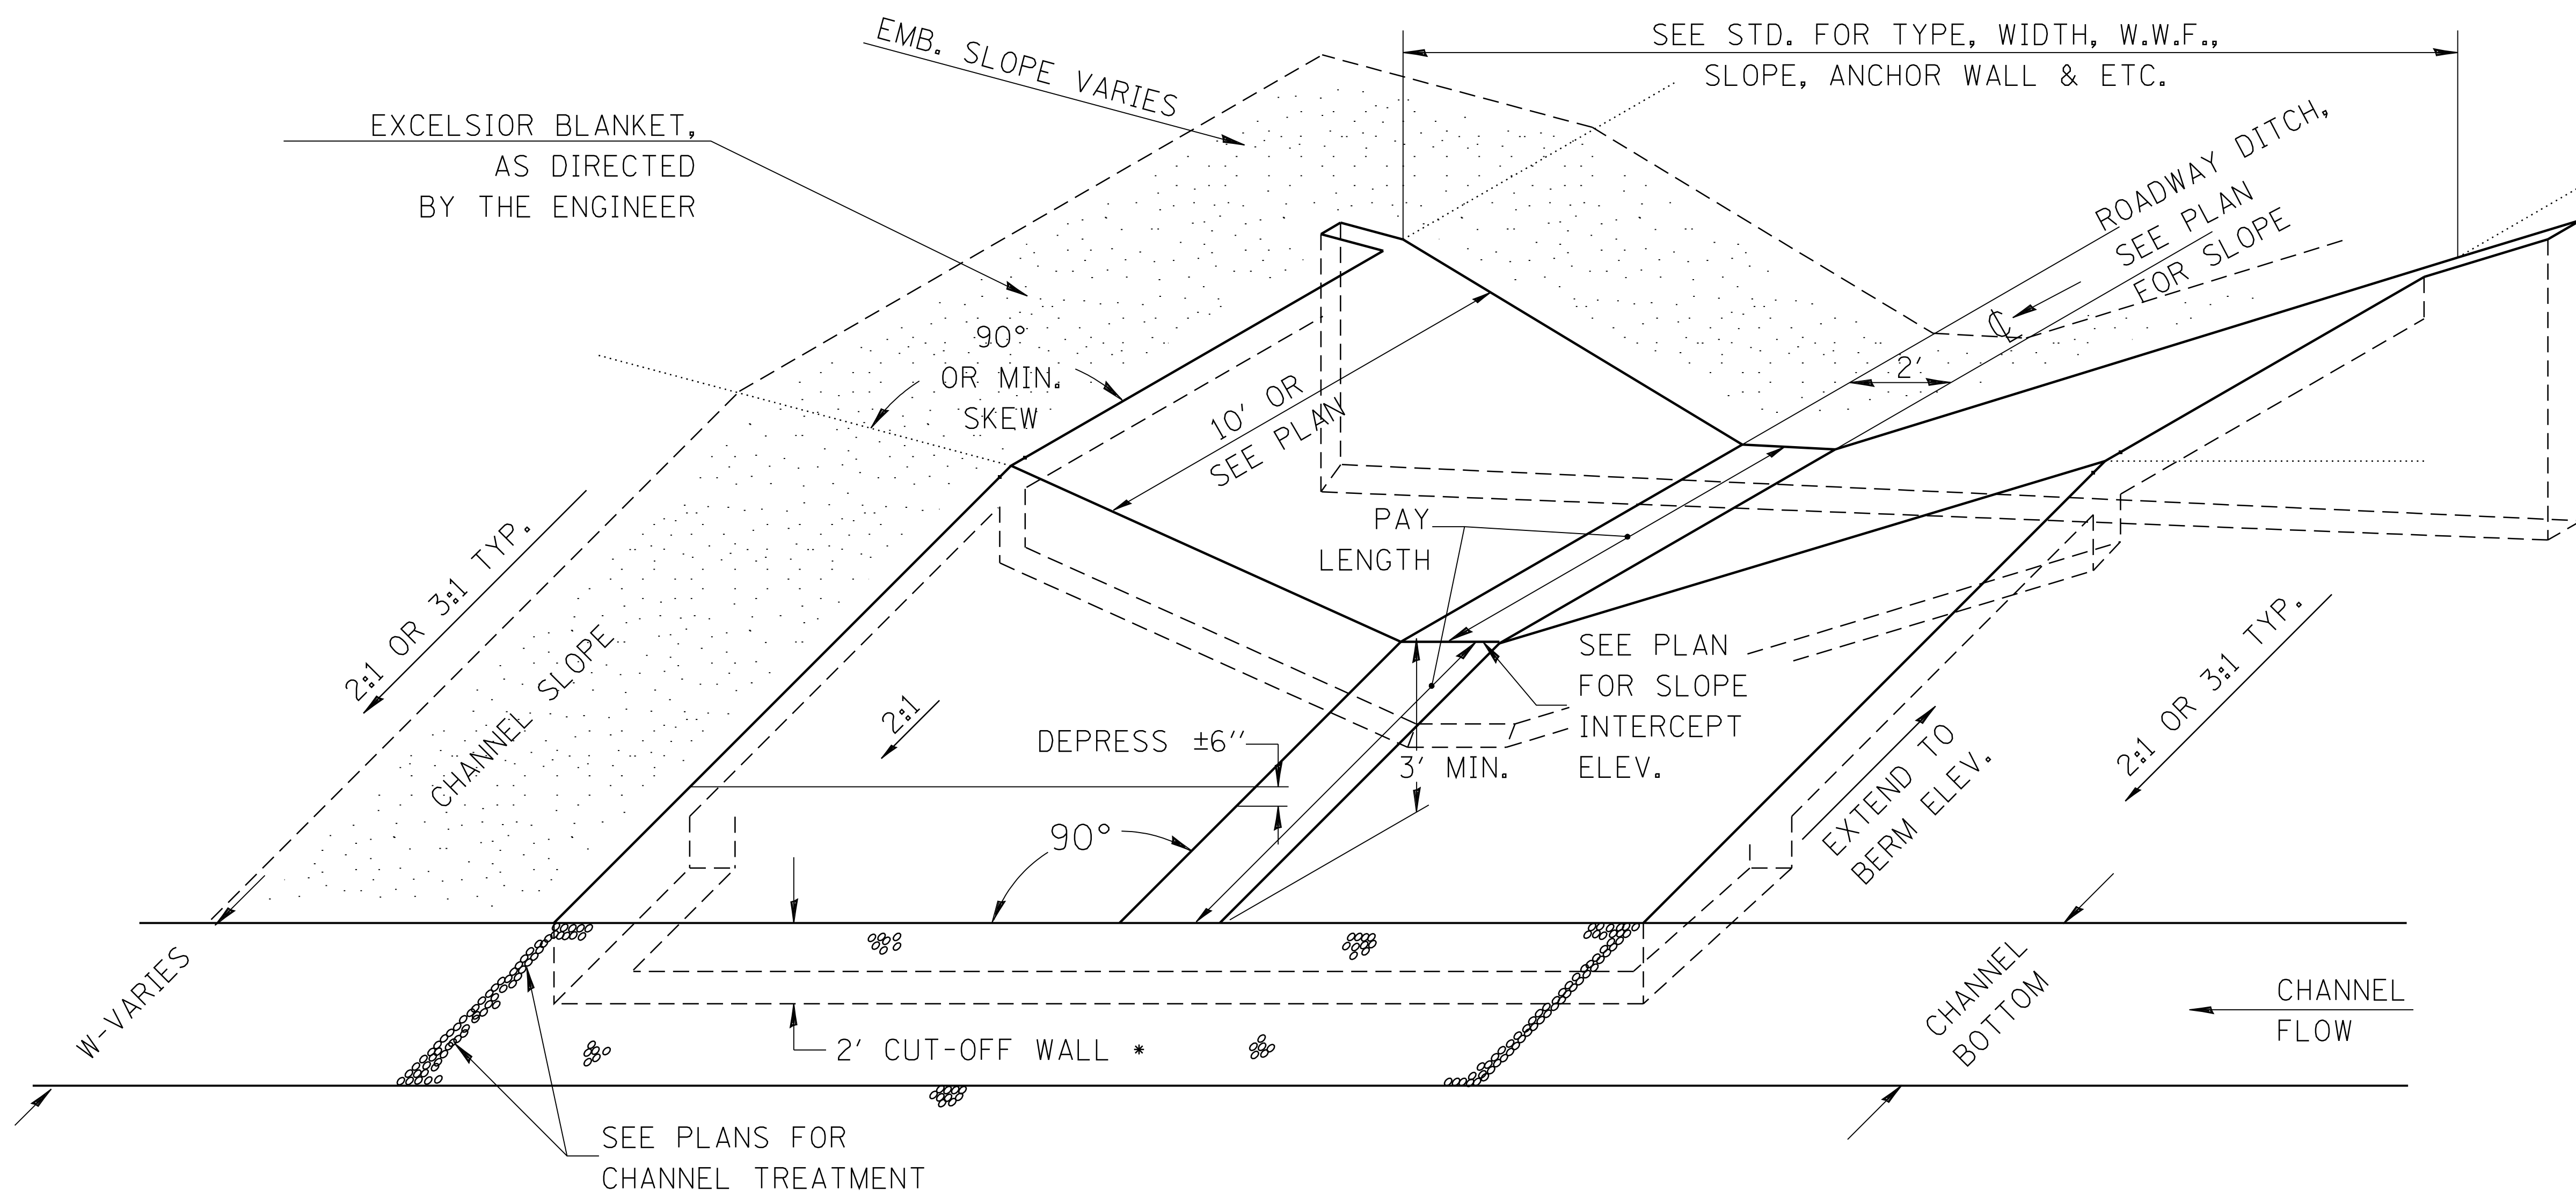 EMB. SLOPE VARIES
SEE STD. FOR TYPE, WIDTH, W.W.F.,
SLOPE, ANCHOR WALL & ETC.
EXCELSIOR BLANKET,
AS DIRECTED
BY THE ENGINEER
ROADWAY DITCH,
SEE PLAN
FOR SLOPE
℄
2'
90°
OR MIN.
SKEW
10' OR
SEE PLAN
PAY
LENGTH
2:1 OR 3:1 TYP.
CHANNEL SLOPE
2:1
DEPRESS ±6''
3' MIN.
SEE PLAN
FOR SLOPE
INTERCEPT
ELEV.
2:1 OR 3:1 TYP.
EXTEND TO
BERM ELEV.
90°
W-VARIES
2' CUT-OFF WALL *
CHANNEL
BOTTOM
CHANNEL
FLOW
SEE PLANS FOR
CHANNEL TREATMENT